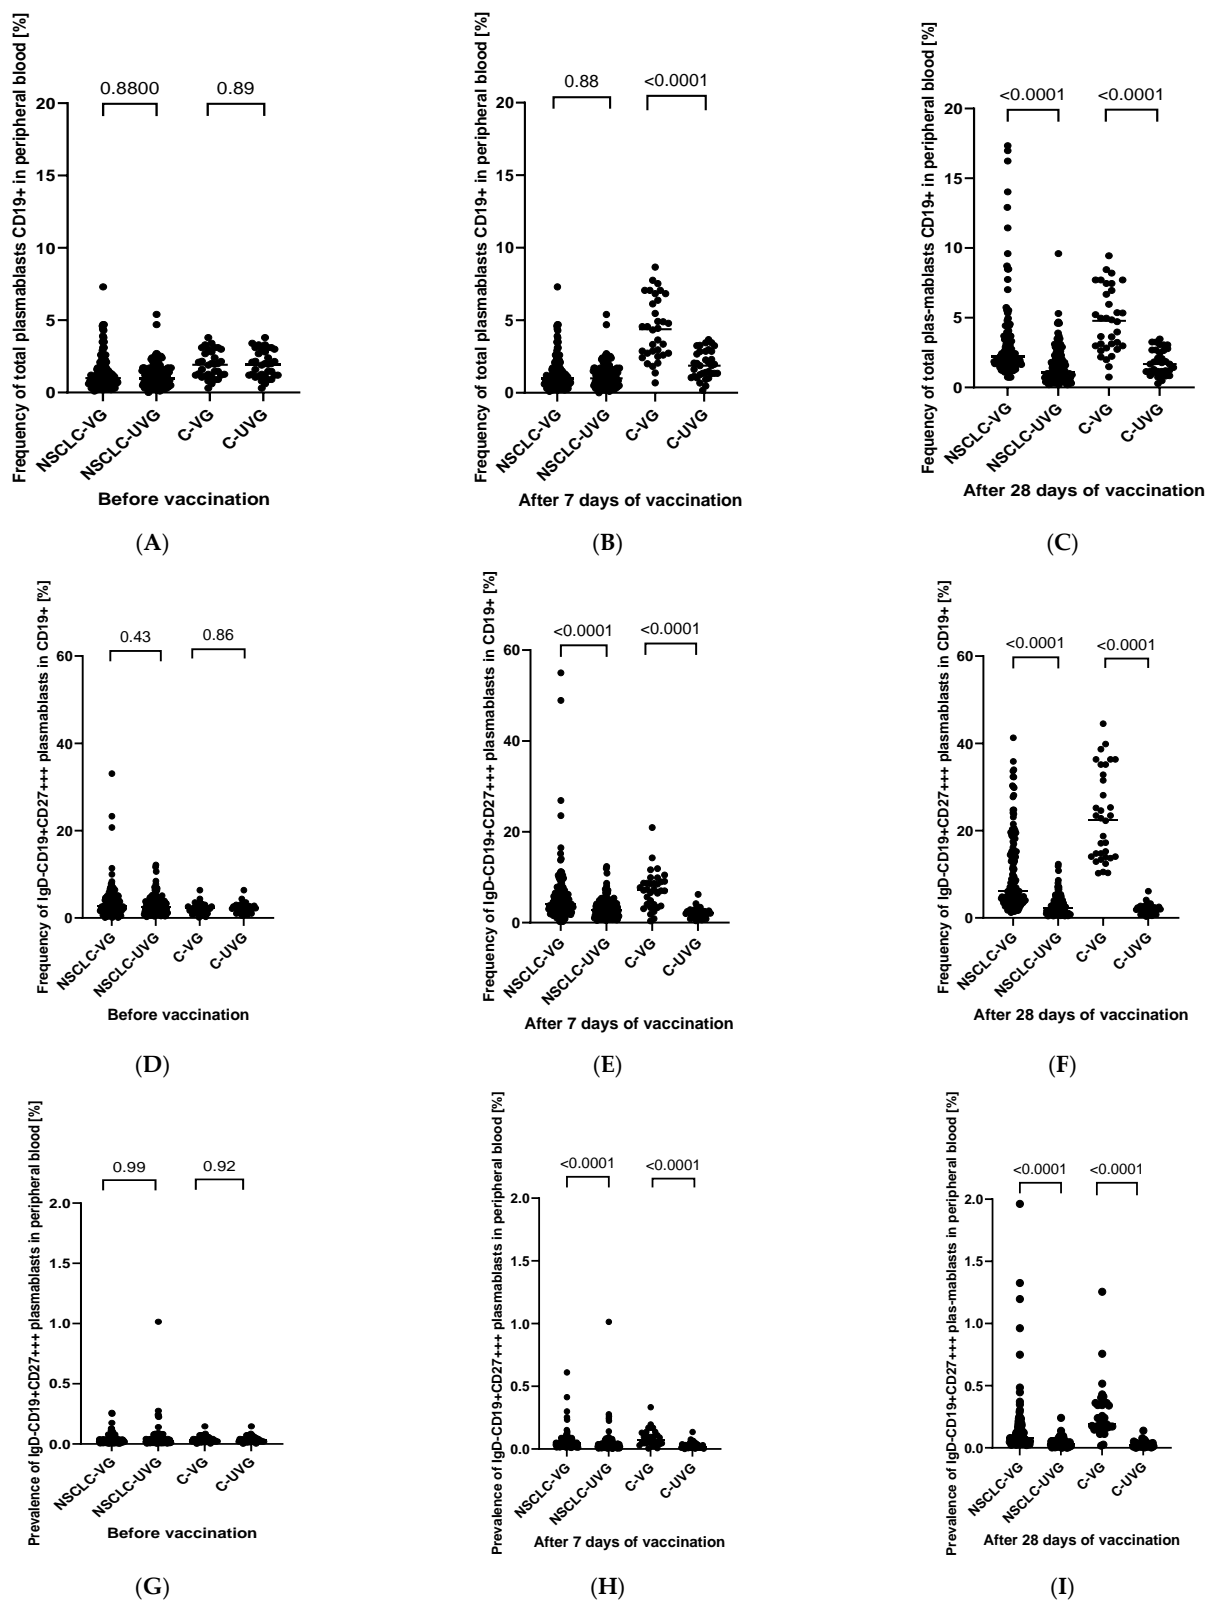 Frequency of total plasmablasts CD19+ in peripheral blood [%]
0.8800
0.89
20
15
10
5
0
NSCLC-VG
NSCLC-UVG
C-VG
C-UVG
Before vaccination
(A)
Frequency of total plasmablasts CD19+ in peripheral blood [%]
0.88
<0.0001
20
15
10
5
0
NSCLC-VG
NSCLC-UVG
C-VG
C-UVG
After 7 days of vaccination
(B)
Fequency of total plas-mablasts CD19+ in peripheral blood [%]
<0.0001
<0.0001
20
15
10
5
0
NSCLC-VG
NSCLC-UVG
C-VG
C-UVG
After 28 days of vaccination
(C)
Frequency of IgD-CD19+CD27+++ plasmablasts in CD19+ [%]
0.43
0.86
60
40
20
0
NSCLC-VG
NSCLC-UVG
C-VG
C-UVG
Before vaccination
(D)
Frequency of IgD-CD19+CD27+++ plasmablasts in CD19+ [%]
<0.0001
<0.0001
60
40
20
0
NSCLC-VG
NSCLC-UVG
C-VG
C-UVG
After 7 days of vaccination
(E)
Frequency of IgD-CD19+CD27+++ plasmablasts in CD19+ [%]
<0.0001
<0.0001
60
40
20
0
NSCLC-VG
NSCLC-UVG
C-VG
C-UVG
After 28 days of vaccination
(F)
Prevalence of IgD-CD19+CD27+++ plasmablasts in peripheral blood [%]
0.99
0.92
2.0
1.5
1.0
0.5
0.0
NSCLC-VG
NSCLC-UVG
C-VG
C-UVG
Before vaccination
(G)
Prevalence of IgD-CD19+CD27+++ plasmablasts in peripheral blood [%]
<0.0001
<0.0001
2.0
1.5
1.0
0.5
0.0
NSCLC-VG
NSCLC-UVG
C-VG
C-UVG
After 7 days of vaccination
(H)
Prevalence of IgD-CD19+CD27+++ plas-mablasts in peripheral blood [%]
<0.0001
<0.0001
2.0
1.5
1.0
0.5
0.0
NSCLC-VG
NSCLC-UVG
C-VG
C-UVG
After 28 days of vaccination
(I)